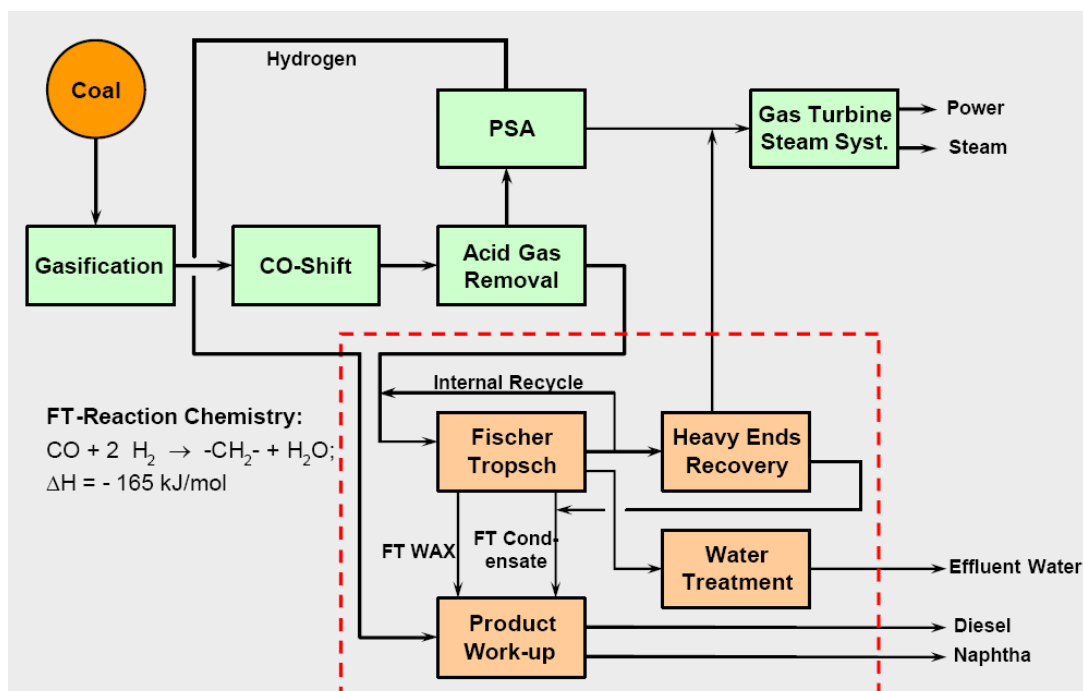 Hydrogen
Coal
PSA
Gas Turbine
Steam Syst.
Power
Steam
Gasification
CO-Shift
Acid Gas
Removal
Internal Recycle
FT-Reaction Chemistry:
CO + 2 H₂ → -CH₂- + H₂O;
ΔH = - 165 kJ/mol
Fischer
Tropsch
Heavy Ends
Recovery
FT WAX
FT Cond-
ensate
Water
Treatment
Effluent Water
Product
Work-up
Diesel
Naphtha